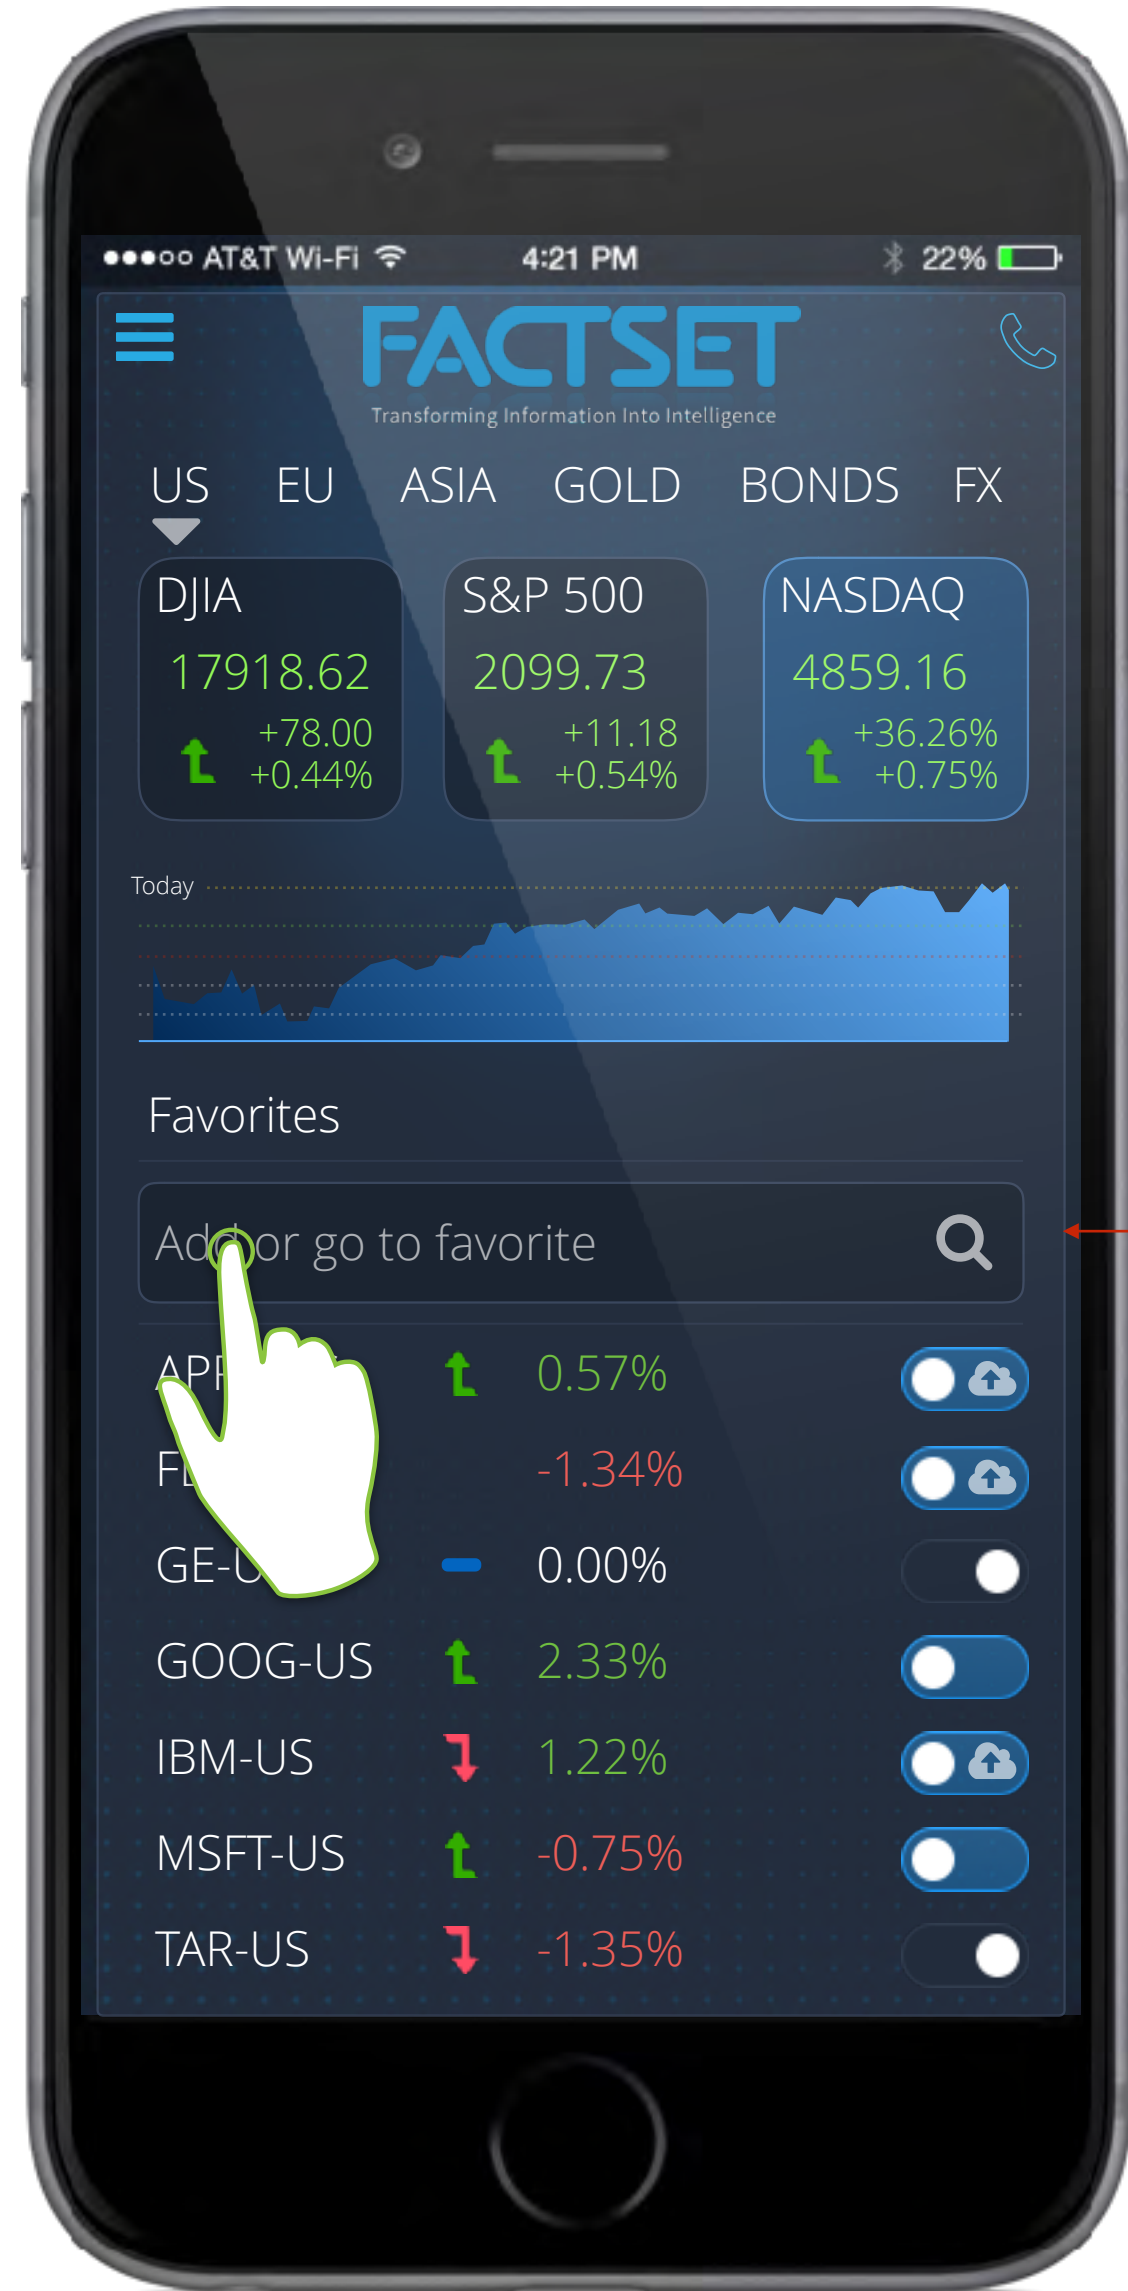 AT&T Wi-Fi 4:21 PM 22%
FACTSET
Transforming Information Into Intelligence
US EU ASIA GOLD BONDS FX
DJIA
17918.62
+78.00
+0.44%
S&P 500
2099.73
+11.18
+0.54%
NASDAQ
4859.16
+36.26%
+0.75%
Today
Favorites
Add or go to favorite
0.57%
-1.34%
0.00%
GOOG-US 2.33%
IBM-US 1.22%
MSFT-US -0.75%
TAR-US -1.35%